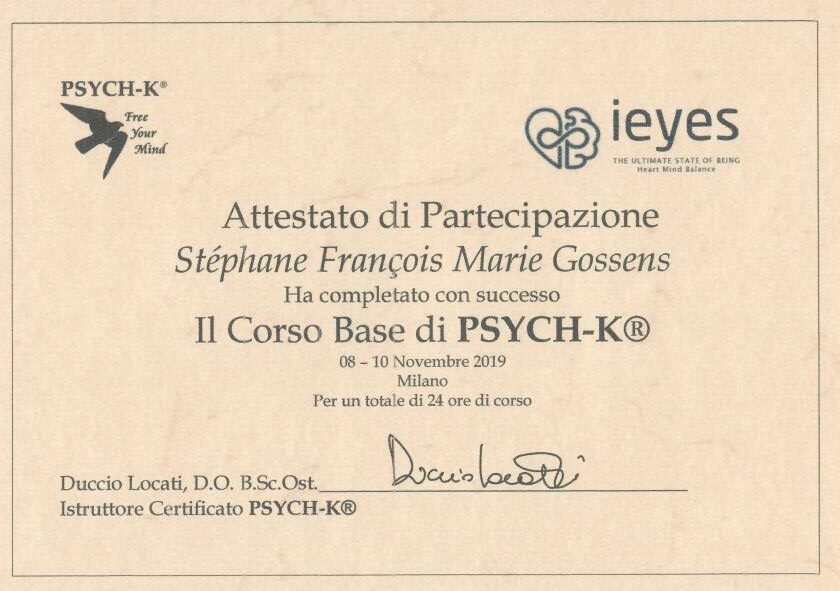 PSYCH-K®
Free
Your
Mind
ieyes
THE ULTIMATE STATE OF BEING
Heart Mind Balance
Attestato di Partecipazione
Stéphane François Marie Gossens
Ha completato con successo
Il Corso Base di PSYCH-K®
08 – 10 Novembre 2019
Milano
Per un totale di 24 ore di corso
Duccio Locati, D.O. B.Sc.Ost.
Istruttore Certificato PSYCH-K®